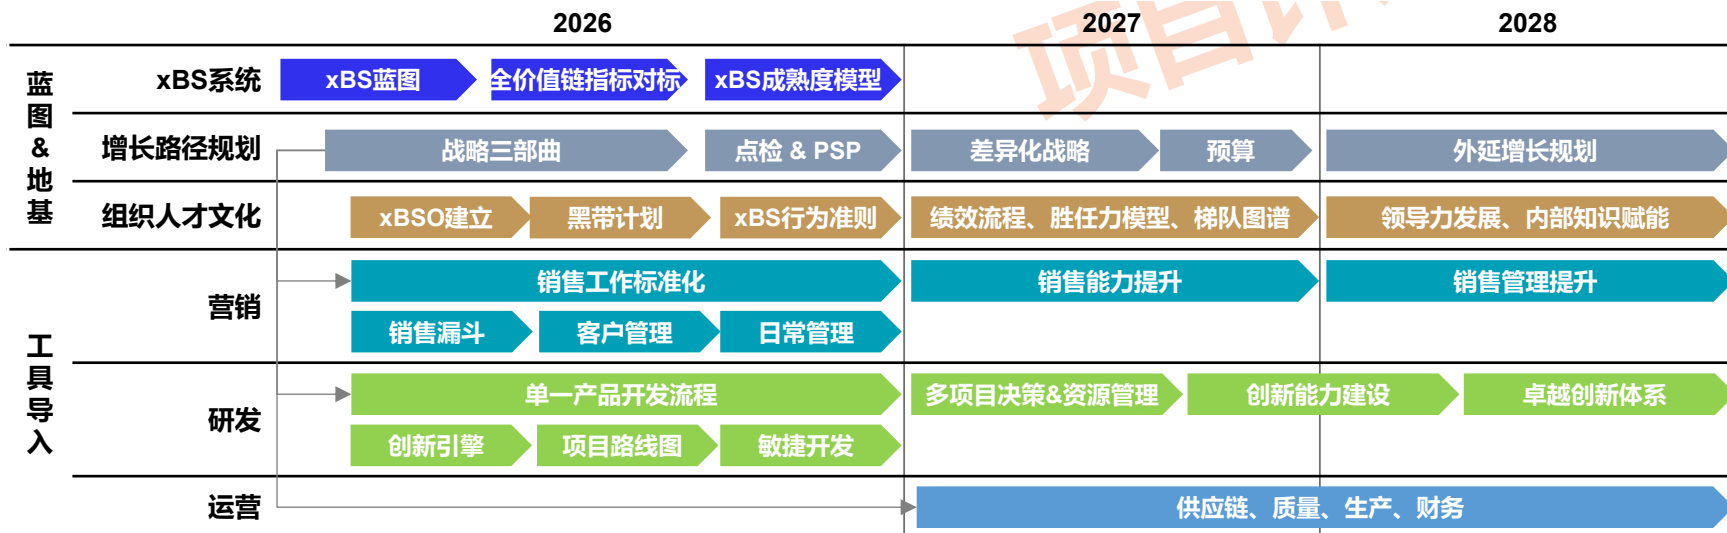 2026 2027 2028
蓝图&地基
xBS系统 xBS蓝图 全价值链指标对标 xBS成熟度模型
增长路径规划 战略三部曲 点检 & PSP 差异化战略 预算 外延增长规划
组织人才文化 xBSO建立 黑带计划 xBS行为准则 绩效流程、胜任力模型、梯队图谱 领导力发展、内部知识赋能
工具导入
营销
销售工作标准化 销售能力提升 销售管理提升
销售漏斗 客户管理 日常管理
研发
单一产品开发流程 多项目决策&资源管理 创新能力建设 卓越创新体系
创新引擎 项目路线图 敏捷开发
运营 供应链、质量、生产、财务
项目